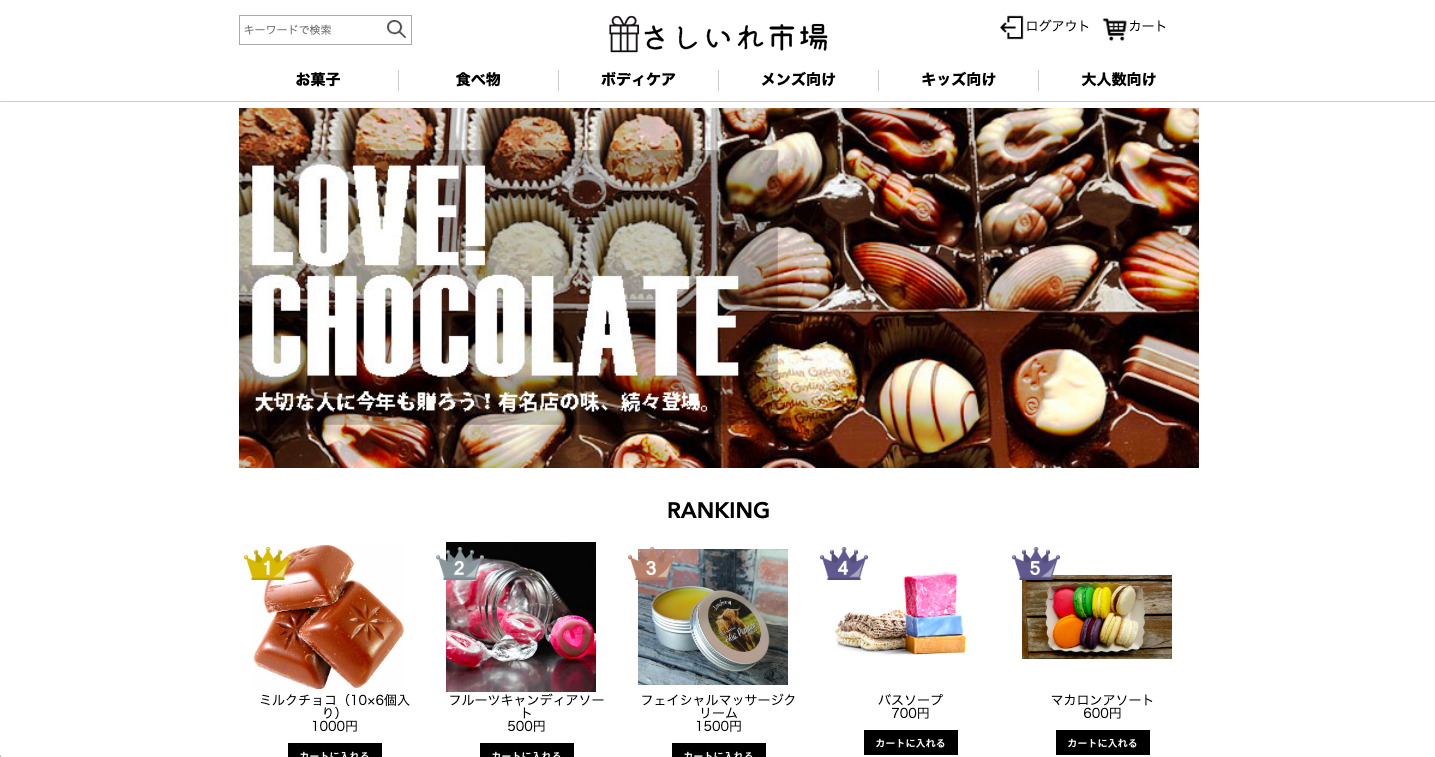 キーワードで検索
さしいれ市場
ログアウト
カート
お菓子
食べ物
ボディケア
メンズ向け
キッズ向け
大人数向け
LOVE!
CHOCOLATE
大切な人に今年も贈ろう！有名店の味、続々登場。
RANKING
1
ミルクチョコ（10×6個入
り）
1000円
カートに入れる
2
フルーツキャンディアソー
ト
500円
カートに入れる
3
フェイシャルマッサージク
リーム
1500円
カートに入れる
4
バスソープ
700円
カートに入れる
5
マカロンアソート
600円
カートに入れる